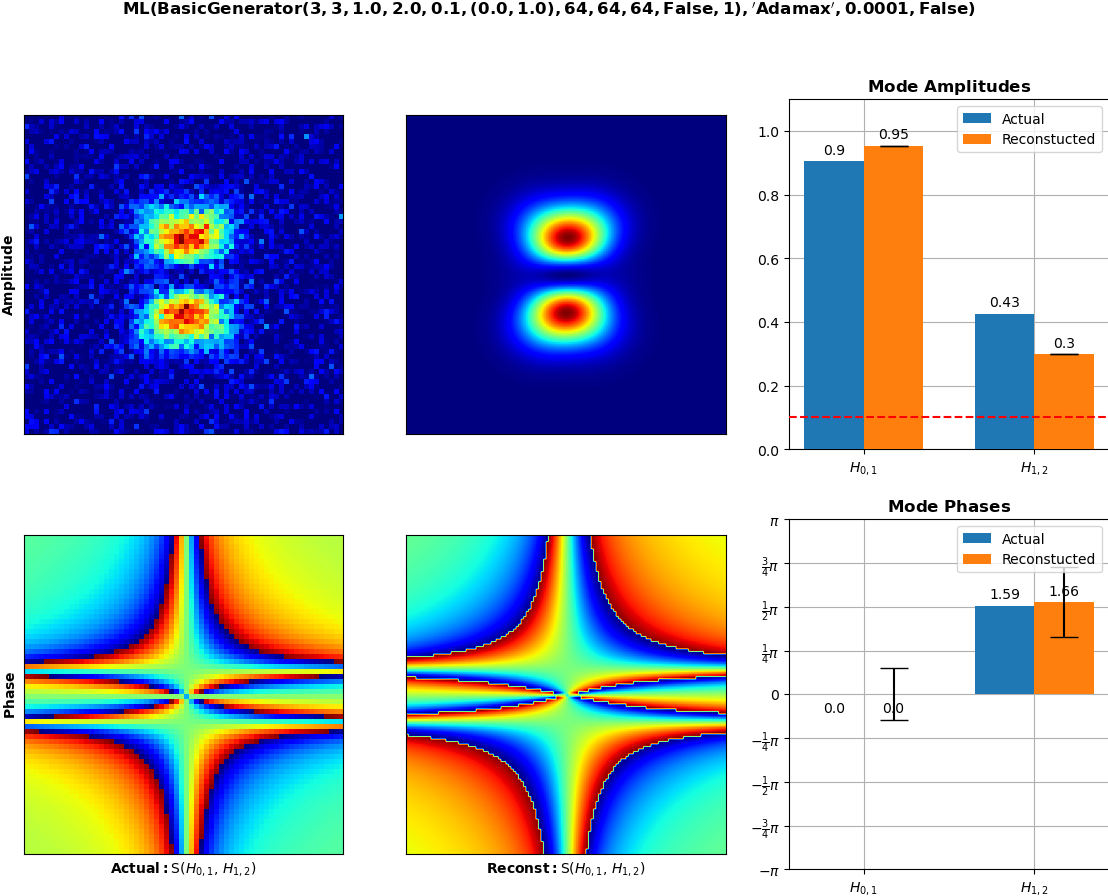 ML(BasicGenerator(3, 3, 1.0, 2.0, 0.1, (0.0, 1.0), 64, 64, 64, False, 1), ′Adamax′, 0.0001, False)
Amplitude
Mode Amplitudes
Actual
Reconstucted
1.0
0.8
0.6
0.4
0.2
0.0
0.9
0.95
0.43
0.3
H0, 1
H1, 2
Phase
Actual: S(H0, 1, H1, 2)
Reconst: S(H0, 1, H1, 2)
Mode Phases
Actual
Reconstucted
π
3/4π
1/2π
1/4π
0
−1/4π
−1/2π
−3/4π
−π
0.0
0.0
1.59
1.66
H0, 1
H1, 2